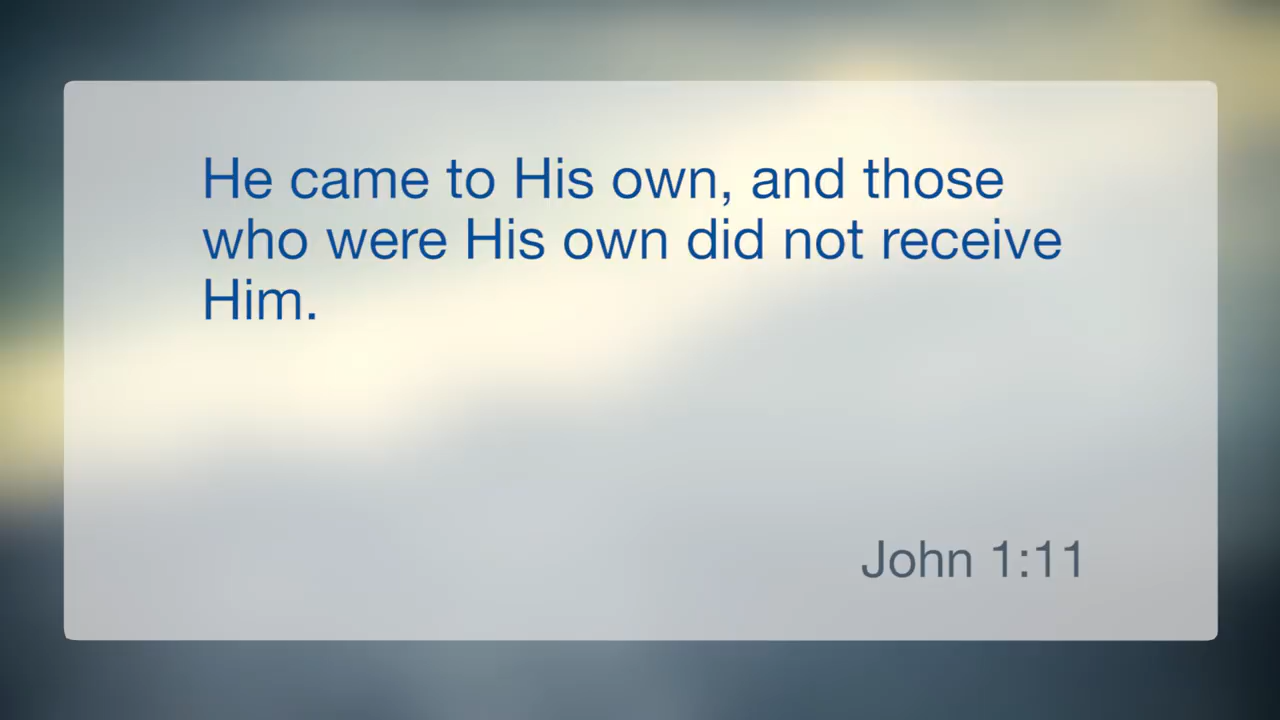 He came to His own, and those
who were His own did not receive
Him.
John 1:11